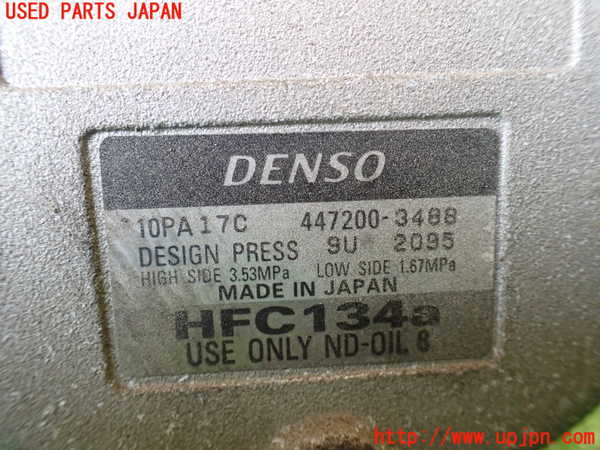 USED PARTS JAPAN
DENSO
10PA17C 447200-3488
DESIGN PRESS 9U 2095
HIGH SIDE 3.53MPa LOW SIDE 1.67MPa
MADE IN JAPAN
HFC134a
USE ONLY ND-OIL 8
https://www.upjpn.com/